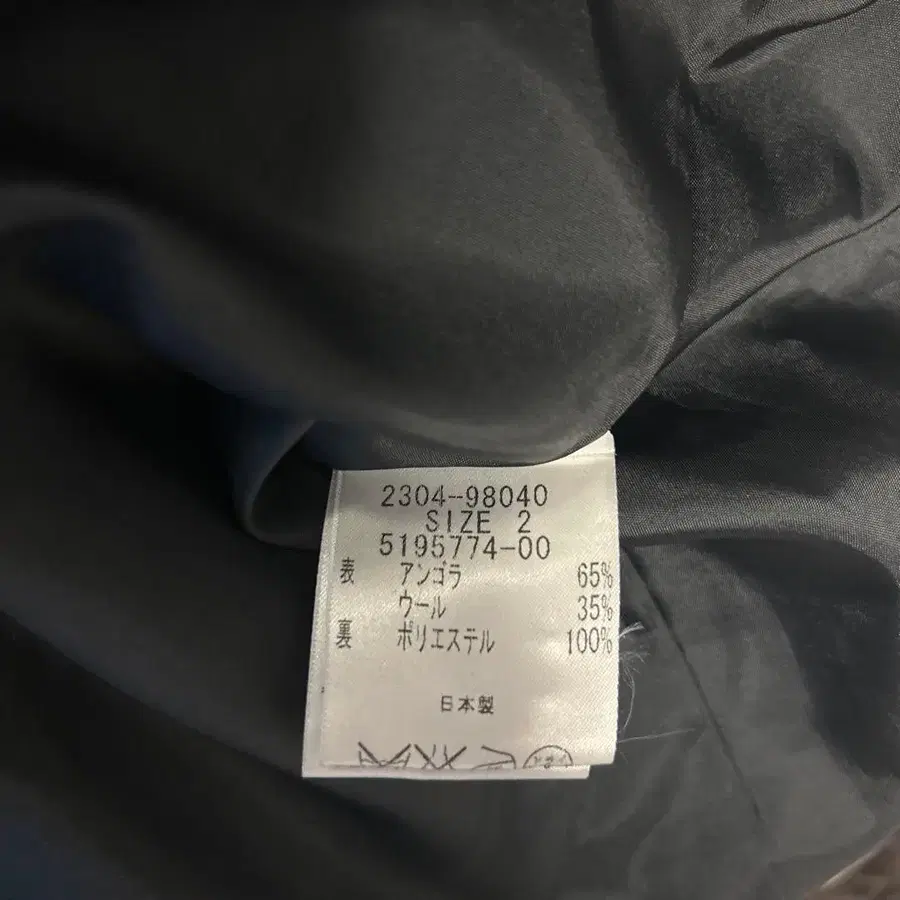 2304-98040
SIZE 2
5195774-00
表 アンゴラ 65%
ウール 35%
裏 ポリエステル 100%
日本製